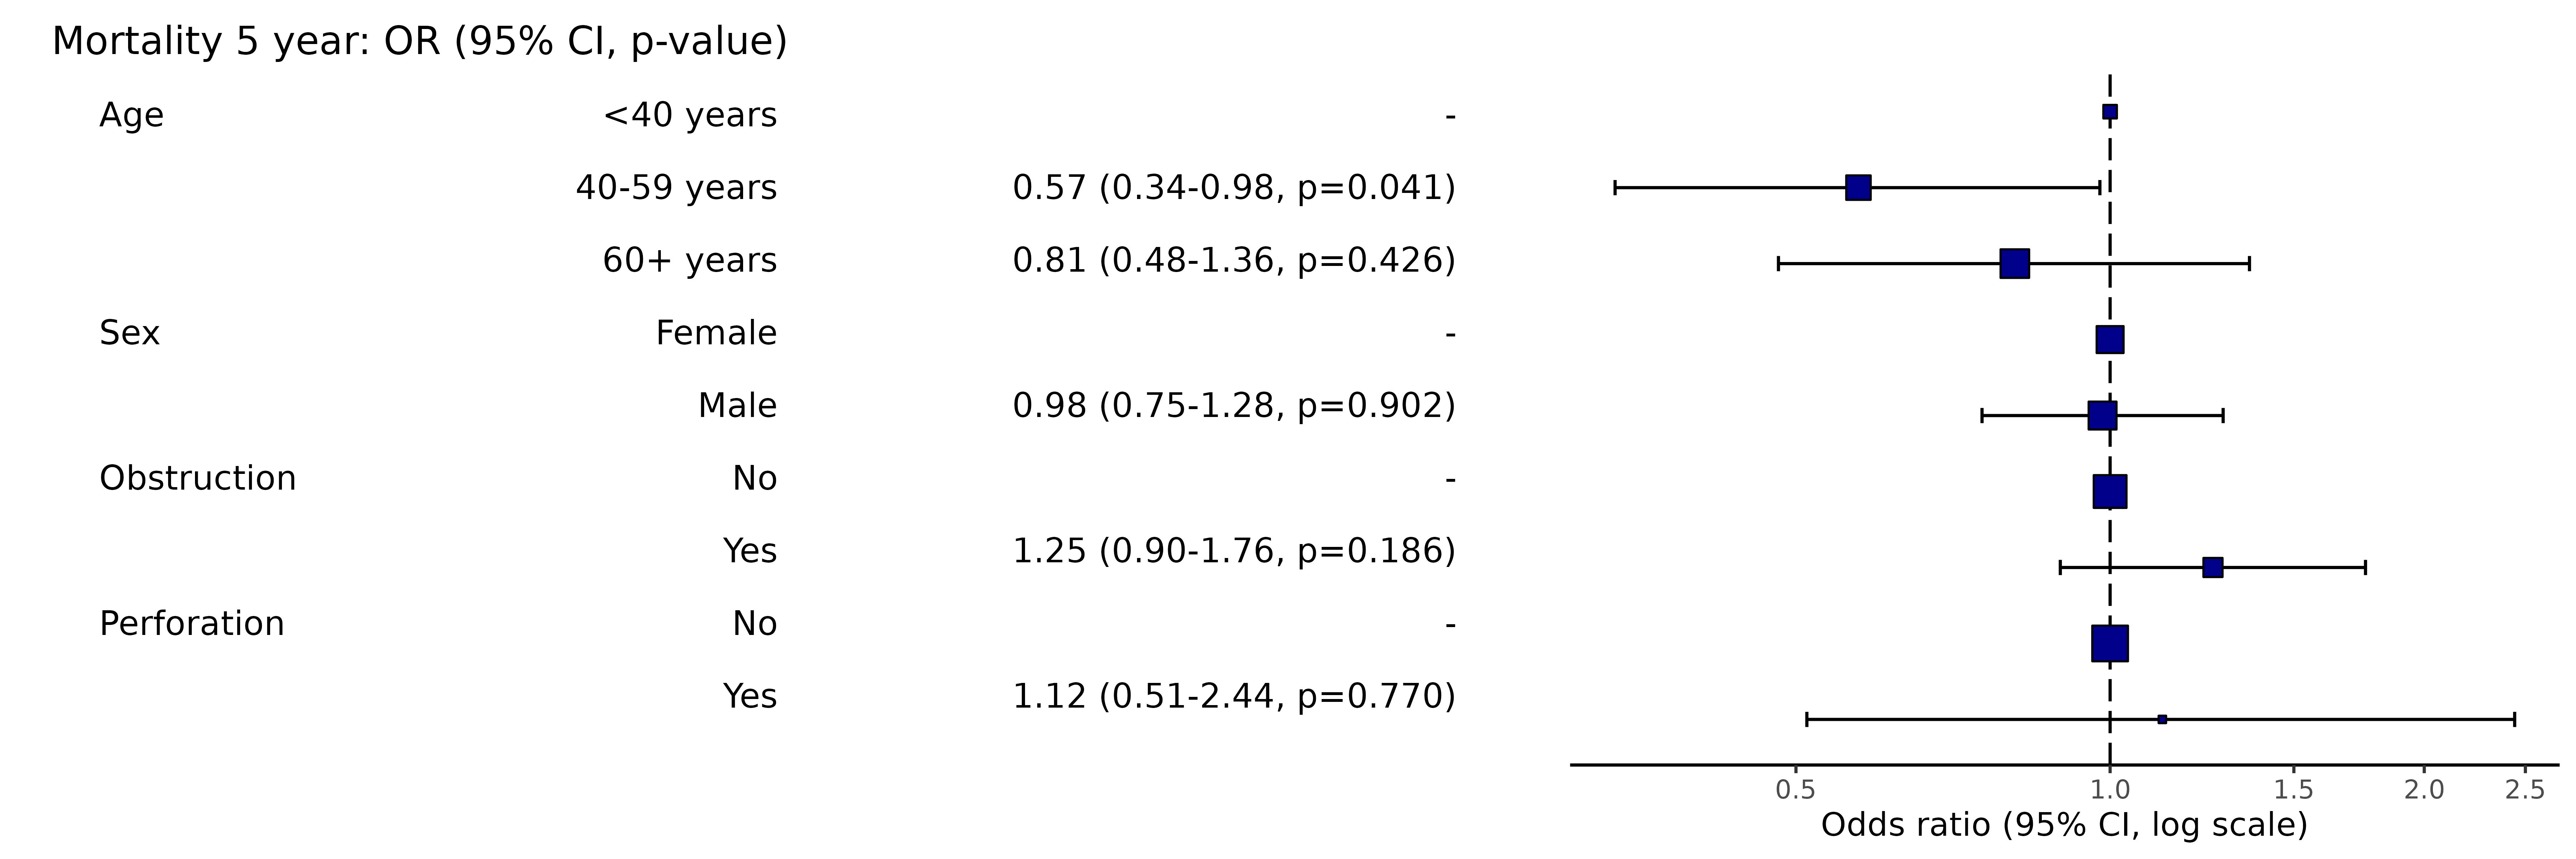 Mortality 5 year: OR (95% CI, p-value)
Age <40 years -
40-59 years 0.57 (0.34-0.98, p=0.041)
60+ years 0.81 (0.48-1.36, p=0.426)
Sex Female -
Male 0.98 (0.75-1.28, p=0.902)
Obstruction No -
Yes 1.25 (0.90-1.76, p=0.186)
Perforation No -
Yes 1.12 (0.51-2.44, p=0.770)
0.5 1.0 1.5 2.0 2.5
Odds ratio (95% CI, log scale)